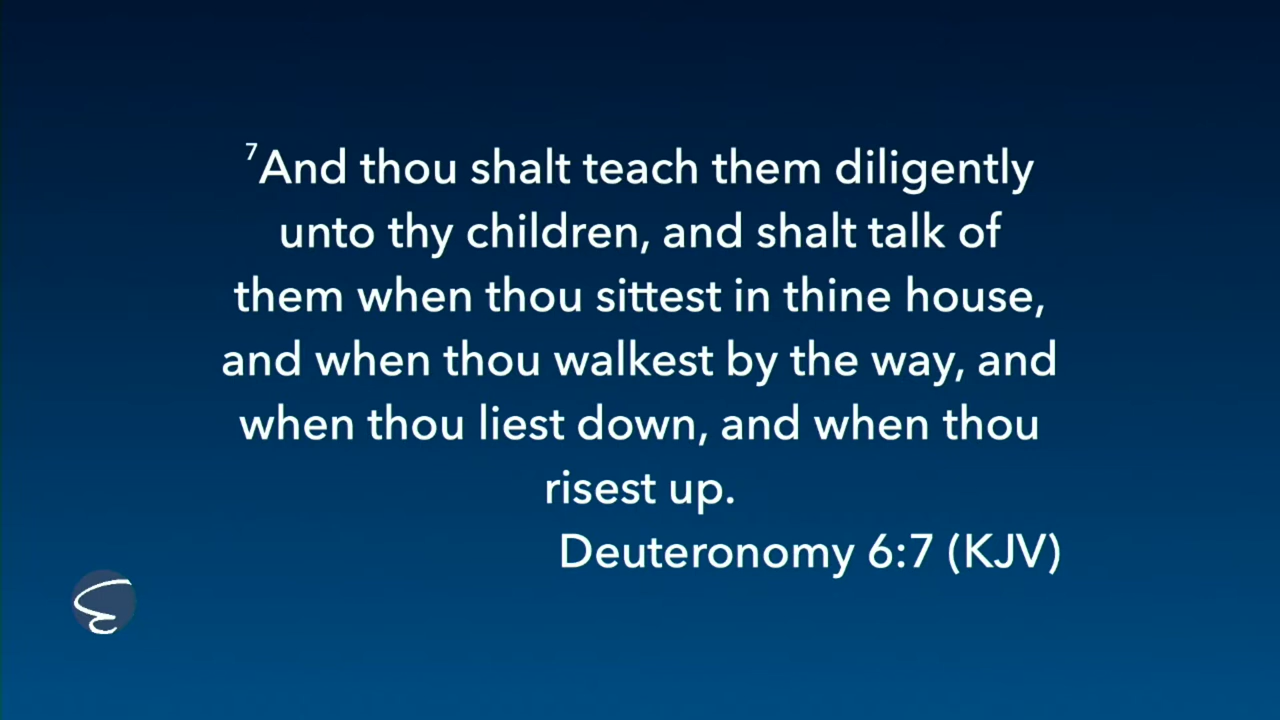 ⁷And thou shalt teach them diligently
unto thy children, and shalt talk of
them when thou sittest in thine house,
and when thou walkest by the way, and
when thou liest down, and when thou
risest up.
Deuteronomy 6:7 (KJV)